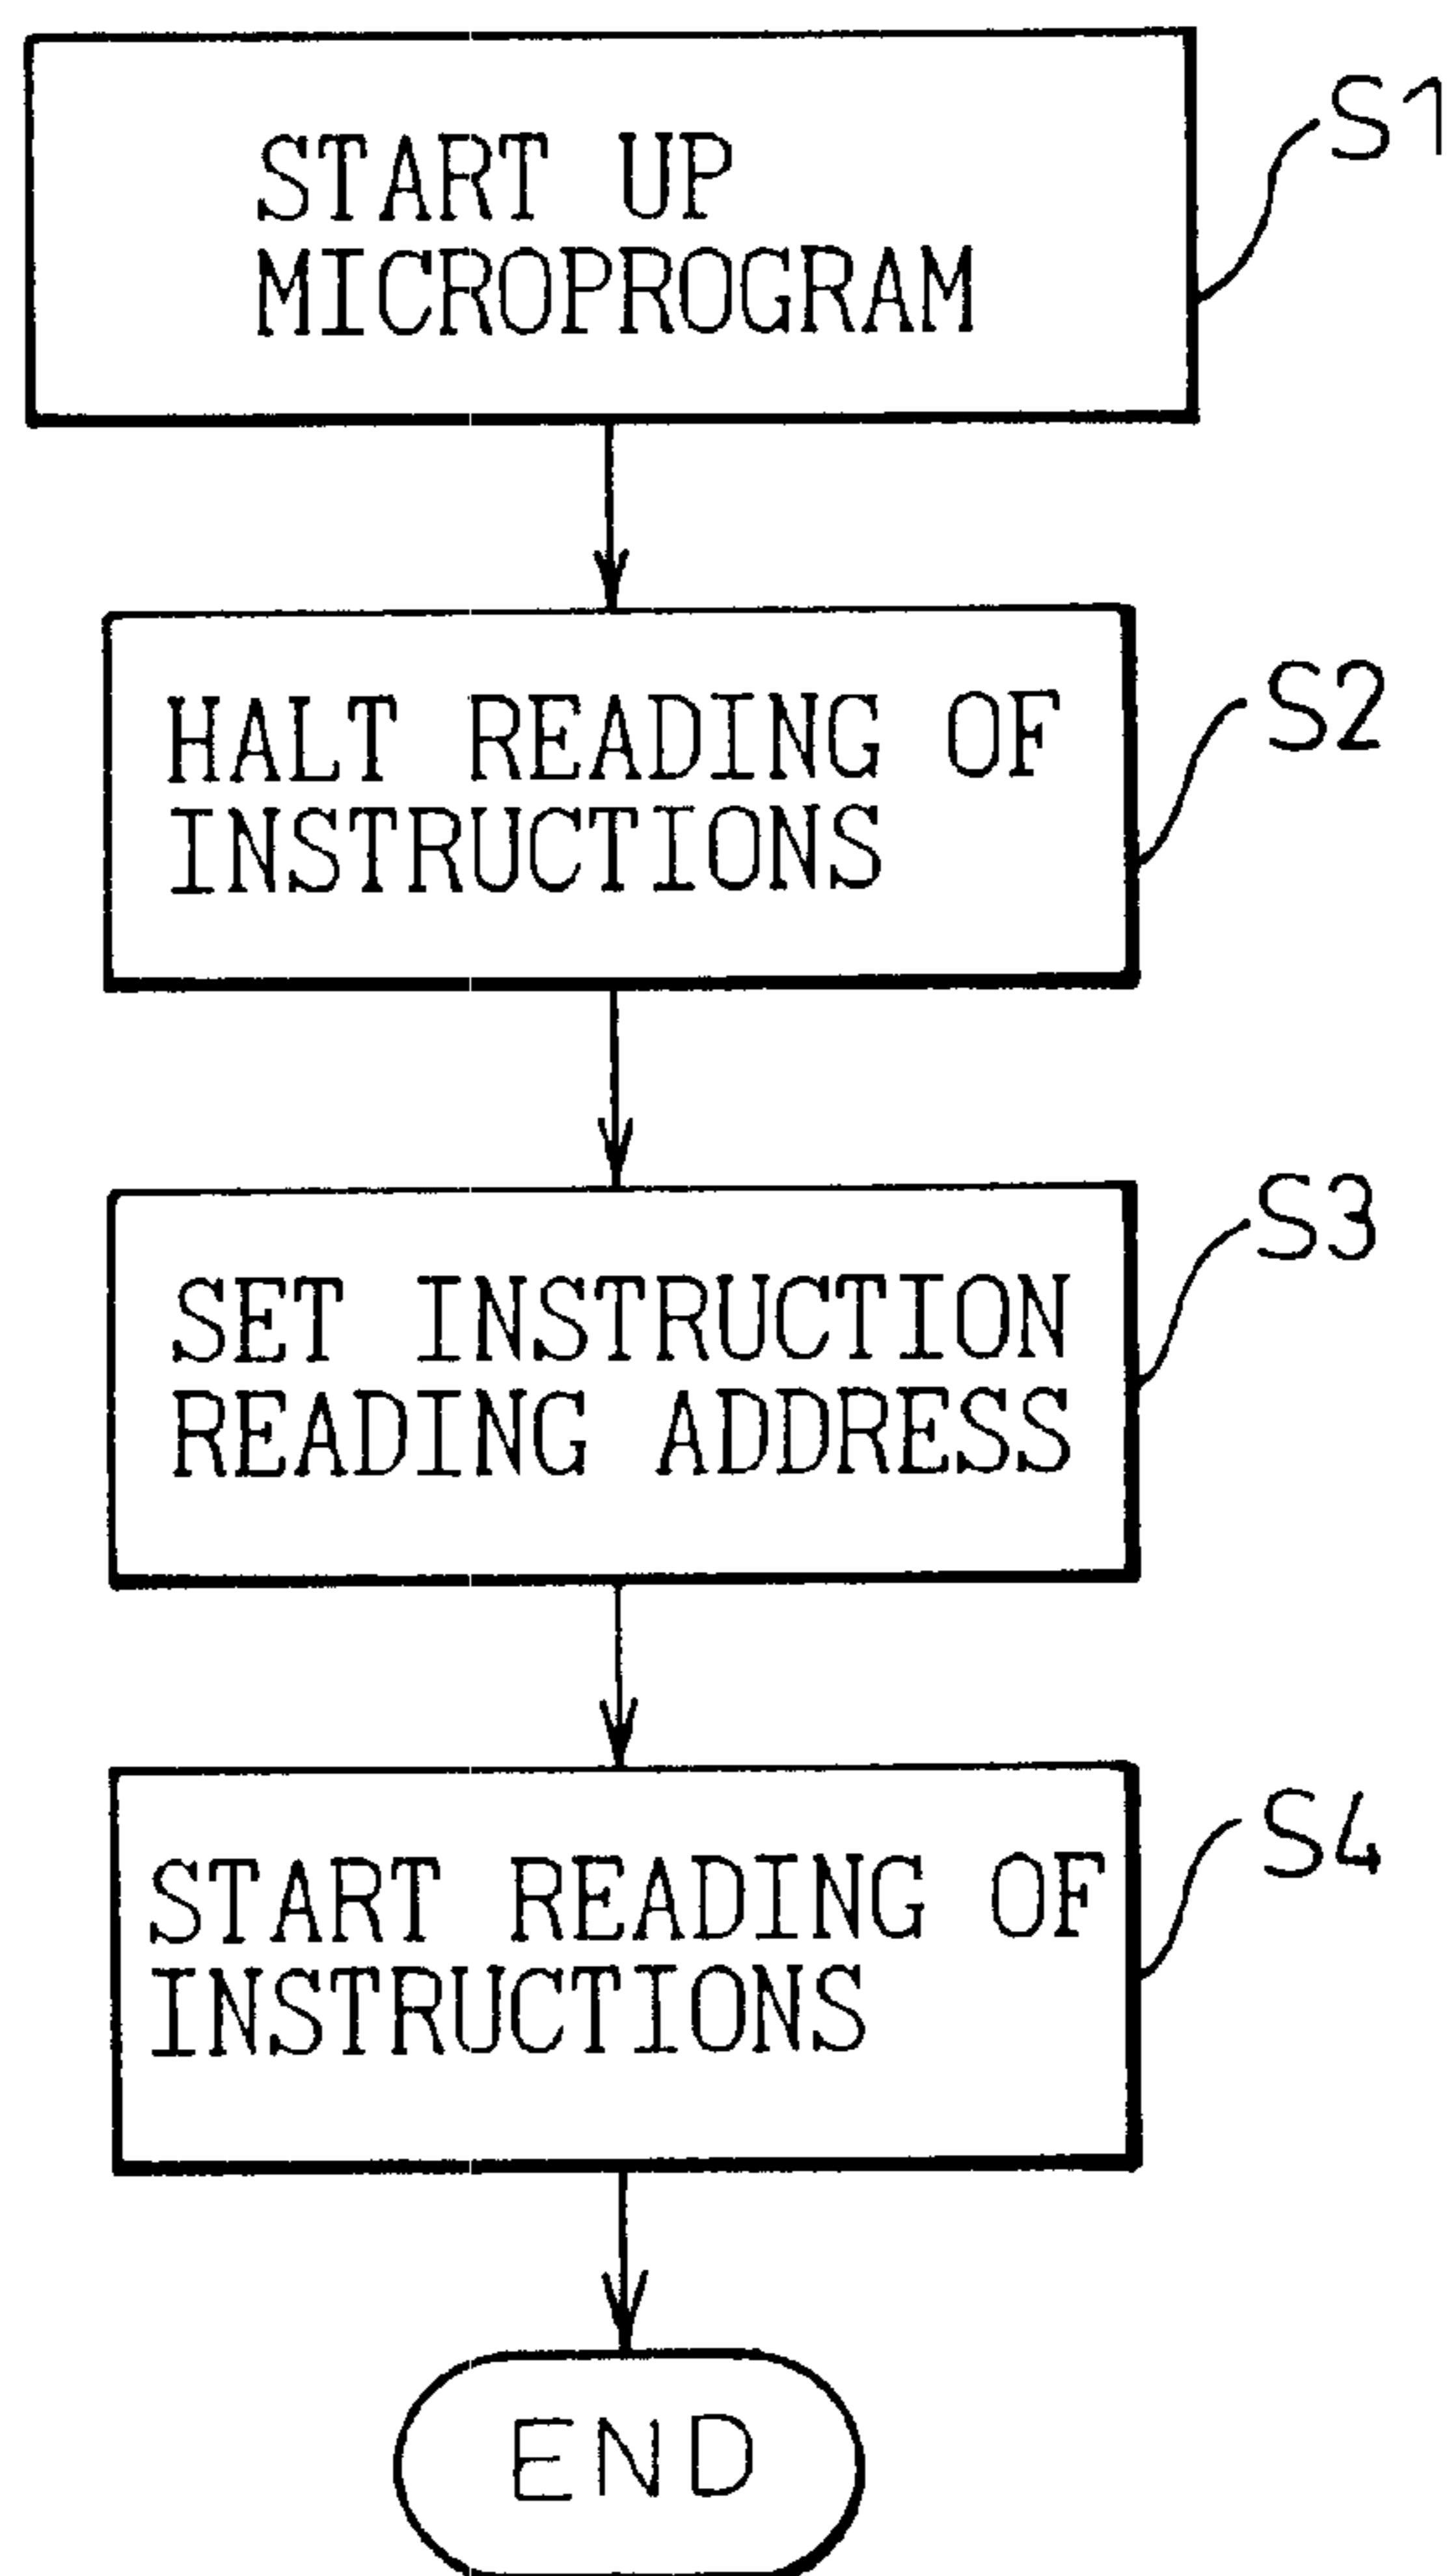 START UP
MICROPROGRAM
S1
HALT READING OF
INSTRUCTIONS
S2
SET INSTRUCTION
READING ADDRESS
S3
START READING OF
INSTRUCTIONS
S4
END